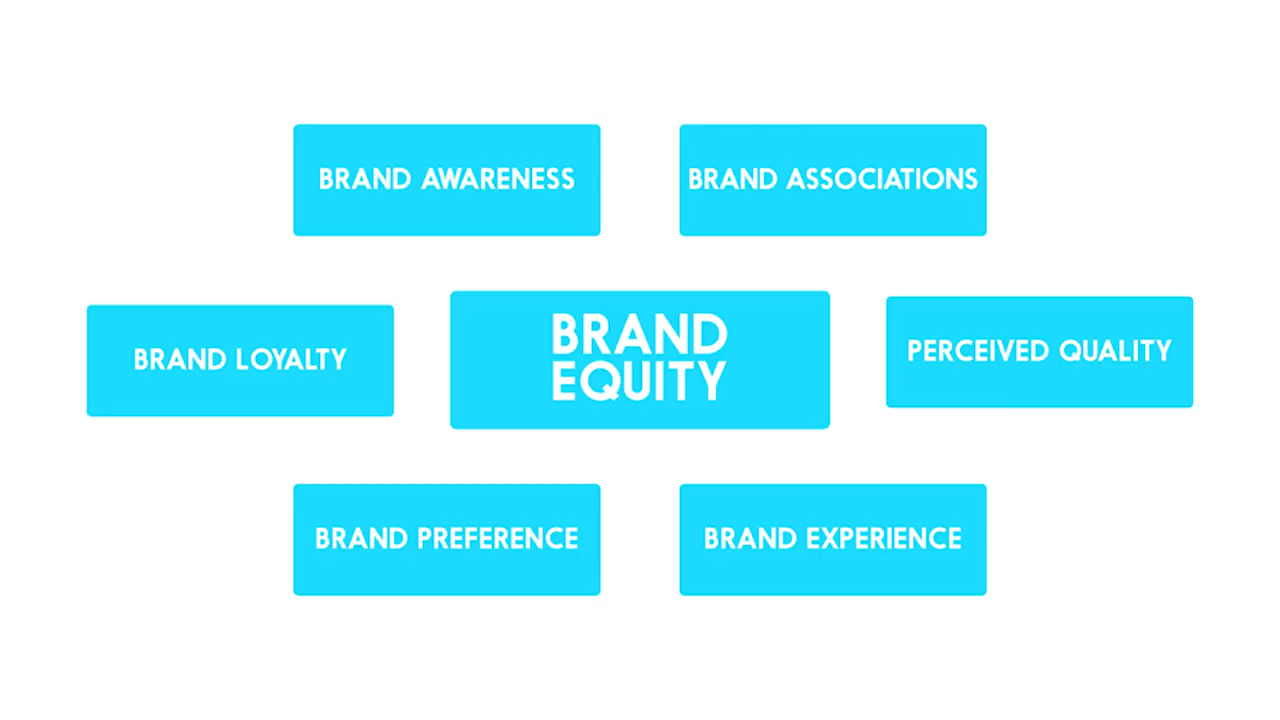 BRAND AWARENESS
BRAND ASSOCIATIONS
BRAND LOYALTY
BRAND
EQUITY
PERCEIVED QUALITY
BRAND PREFERENCE
BRAND EXPERIENCE